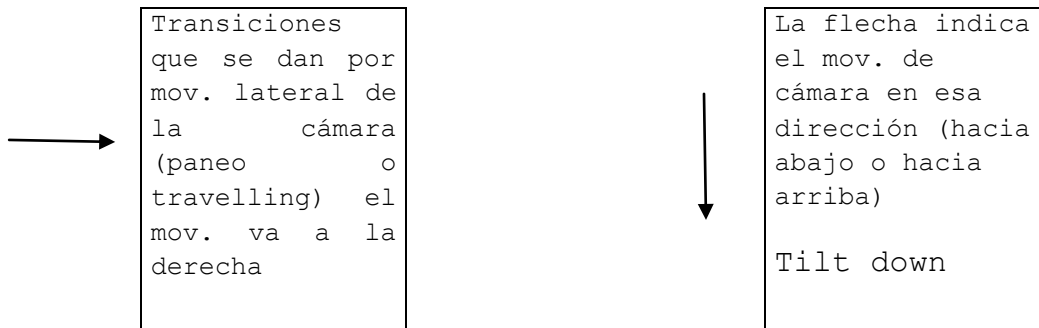 Transiciones
que se dan por
mov. lateral de
la cámara
(paneo o
travelling) el
mov. va a la
derecha
La flecha indica
el mov. de
cámara en esa
dirección (hacia
abajo o hacia
arriba)
Tilt down